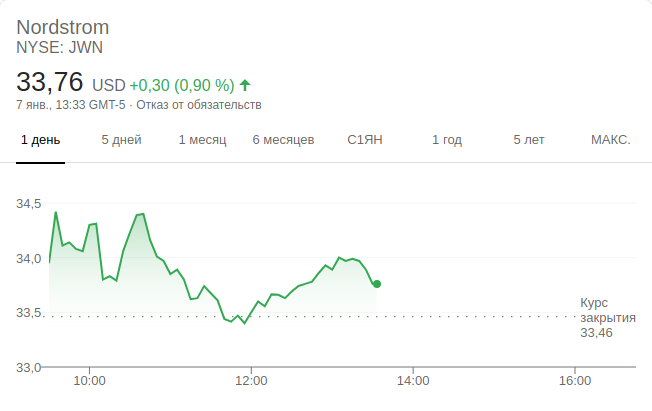 Nordstrom
NYSE: JWN
33,76 USD +0,30 (0,90 %)
7 янв., 13:33 GMT-5 · Отказ от обязательств
1 день 5 дней 1 месяц 6 месяцев С1ЯН 1 год 5 лет МАКС.
34,5
34,0
33,5
Курс
закрытия
33,46
33,0
10:00 12:00 14:00 16:00